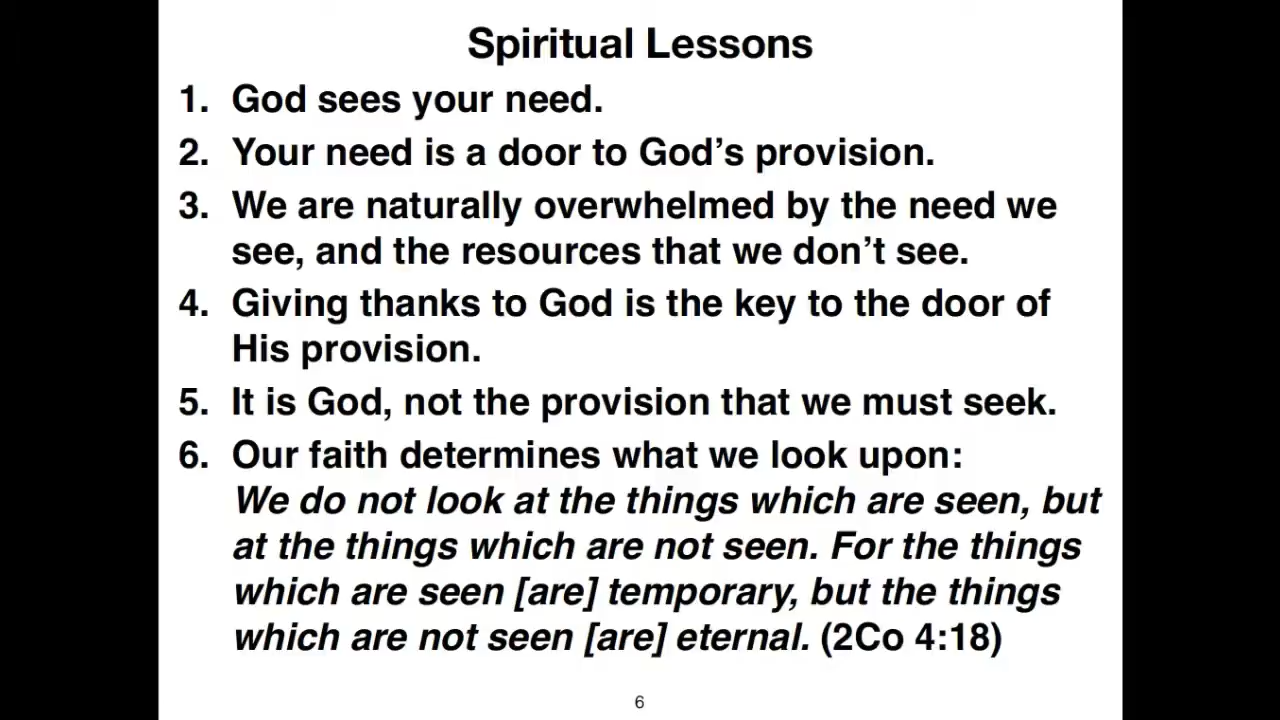 Spiritual Lessons
1. God sees your need.
2. Your need is a door to God’s provision.
3. We are naturally overwhelmed by the need we
see, and the resources that we don’t see.
4. Giving thanks to God is the key to the door of
His provision.
5. It is God, not the provision that we must seek.
6. Our faith determines what we look upon:
We do not look at the things which are seen, but
at the things which are not seen. For the things
which are seen [are] temporary, but the things
which are not seen [are] eternal. (2Co 4:18)
6